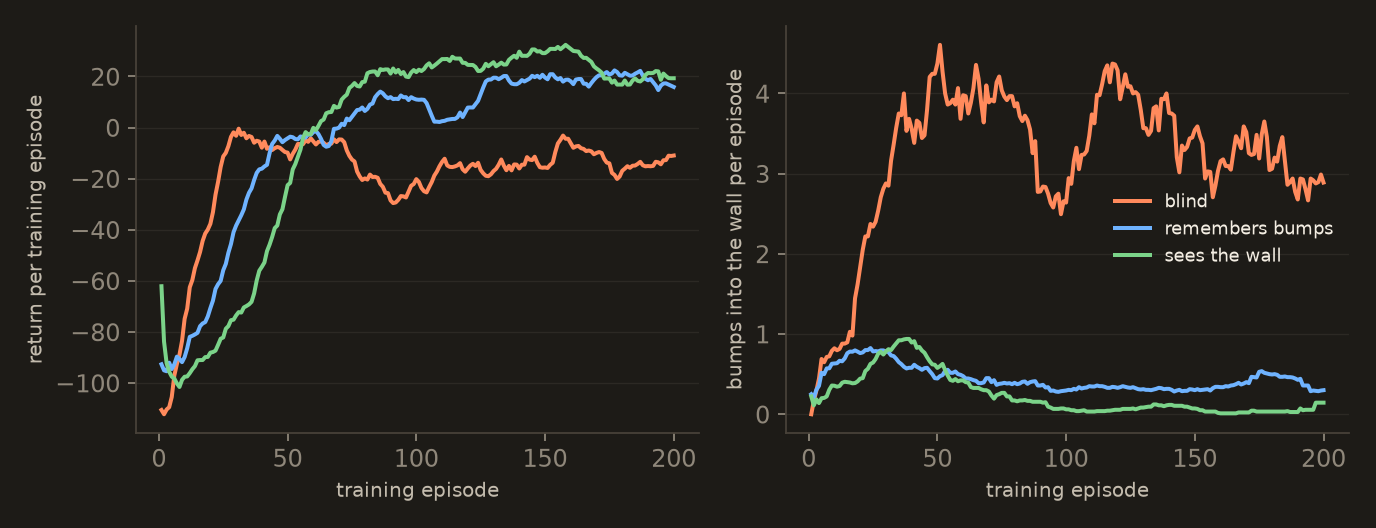 return per training episode
20
0
−20
−40
−60
−80
−100
0 50 100 150 200
training episode
bumps into the wall per episode
4
3
2
1
0
blind
remembers bumps
sees the wall
0 50 100 150 200
training episode